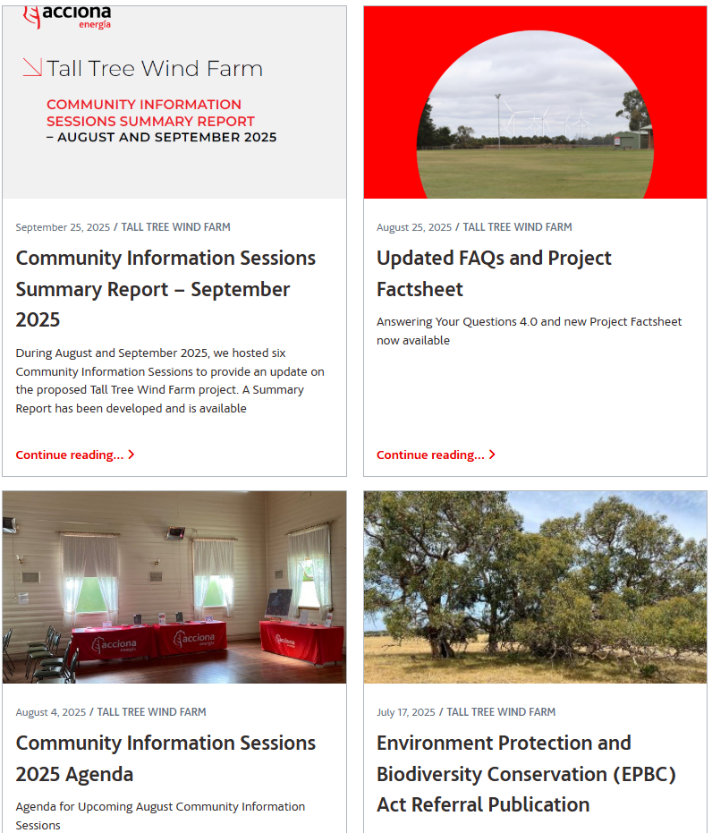 acciona
energía
Tall Tree Wind Farm
COMMUNITY INFORMATION
SESSIONS SUMMARY REPORT
– AUGUST AND SEPTEMBER 2025
September 25, 2025 / TALL TREE WIND FARM
Community Information Sessions
Summary Report – September
2025
During August and September 2025, we hosted six
Community Information Sessions to provide an update on
the proposed Tall Tree Wind Farm project. A Summary
Report has been developed and is available
Continue reading...
August 25, 2025 / TALL TREE WIND FARM
Updated FAQs and Project
Factsheet
Answering Your Questions 4.0 and new Project Factsheet
now available
Continue reading...
acciona
energía
acciona
energía
acciona
August 4, 2025 / TALL TREE WIND FARM
Community Information Sessions
2025 Agenda
Agenda for Upcoming August Community Information
Sessions
July 17, 2025 / TALL TREE WIND FARM
Environment Protection and
Biodiversity Conservation (EPBC)
Act Referral Publication